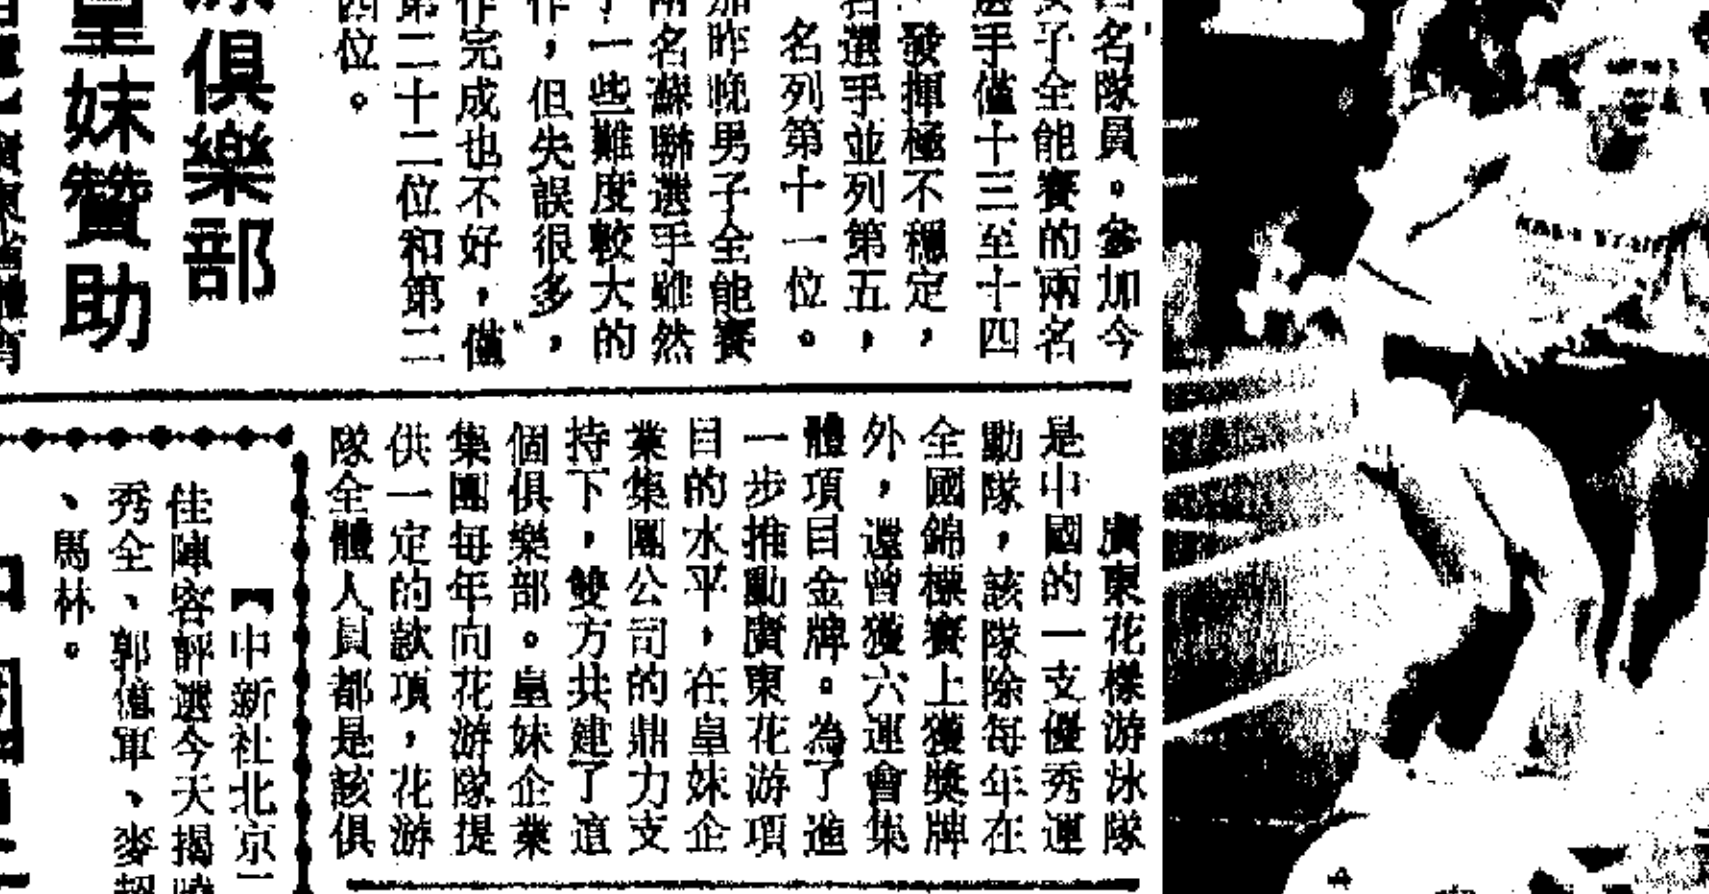 名隊員。參加今
女子全能賽的兩名
選手僅十三至十四
，發揮極不穩定，
名選手並列第五，
名列第十一位。
加昨晚男子全能賽
兩名蘇聯選手雖然
了一些難度較大的
作，但失誤很多，
作完成也不好，僅
第二十二位和第二
四位。
俱樂部
皇妹贊助
廣東花樣游泳隊
是中國的一支優秀運
動隊，該隊除每年在
全國錦標賽上獲獎牌
外，還曾獲六運會集
體項目金牌。為了進
一步推動廣東花游項
目的水平，在皇妹企
業集團公司的鼎力支
持下，雙方共建了這
個俱樂部。皇妹企業
集團每年向花游隊提
供一定的款項，花游
隊全體人員都是該俱
【中新社北京
佳陣容評選今天揭曉
秀全、郭億軍、麥超
、馬林。